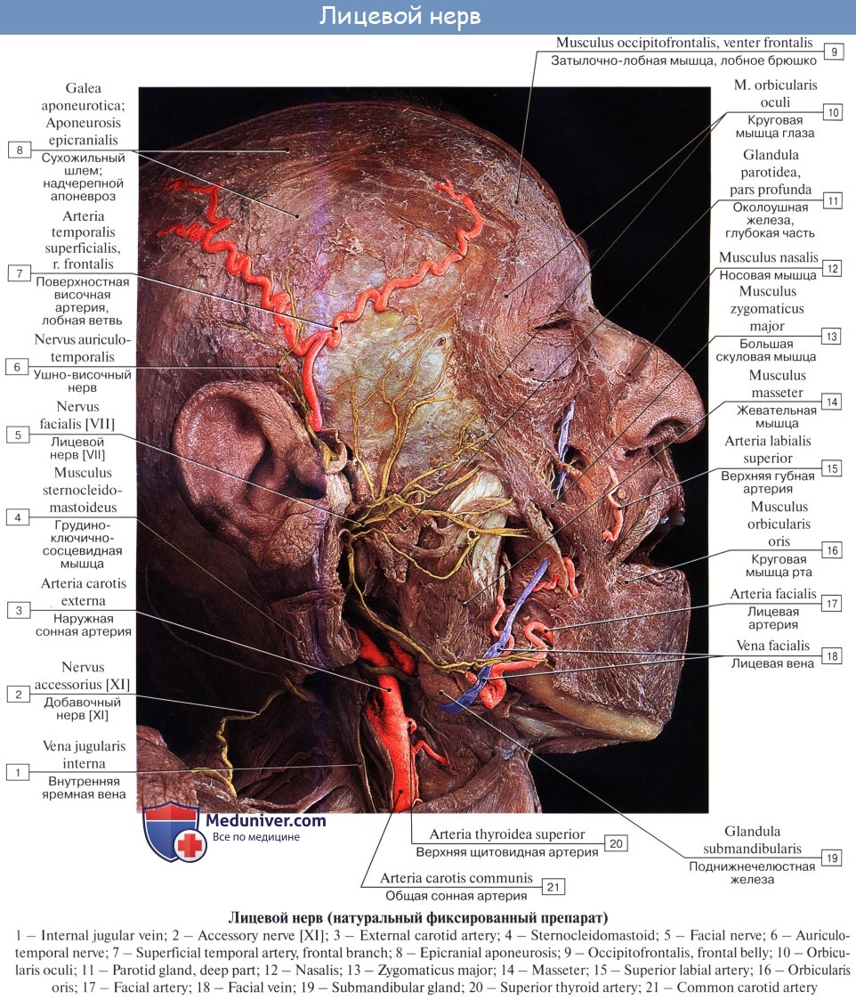 Лицевой нерв
Galea
aponeurotica;
Aponeurosis
epicranialis
8
Сухожильный
шлем;
надчерепной
апоневроз
Arteria
temporalis
superficialis,
r. frontalis
7
Поверхностная
височная
артерия,
лобная ветвь
Nervus auriculo-
temporalis
6
Ушно-височный
нерв
Nervus
facialis [VII]
5
Лицевой
нерв [VII]
Musculus
sternocleido-
mastoideus
4
Грудино-
ключично-
сосцевидная
мышца
Arteria carotis
externa
3
Наружная
сонная артерия
Nervus
accessorius [XI]
2
Добавочный
нерв [XI]
Vena jugularis
interna
1
Внутренняя
яремная вена
Musculus occipitofrontalis, venter frontalis
9
Затылочно-лобная мышца, лобное брюшко
M. orbicularis
oculi
10
Круговая
мышца глаза
Glandula
parotidea,
pars profunda
11
Околоушная
железа,
глубокая часть
Musculus nasalis
12
Носовая мышца
Musculus
zygomaticus
major
13
Большая
скуловая мышца
Musculus
masseter
14
Жевательная
мышца
Arteria labialis
superior
15
Верхняя губная
артерия
Musculus
orbicularis
oris
16
Круговая
мышца рта
Arteria facialis
17
Лицевая
артерия
Vena facialis
18
Лицевая вена
Glandula
submandibularis
19
Поднижнечелюстная
железа
Meduniver.com
Все по медицине
Arteria thyroidea superior
20
Верхняя щитовидная артерия
Arteria carotis communis
21
Общая сонная артерия
Лицевой нерв (натуральный фиксированный препарат)
1 – Internal jugular vein; 2 – Accessory nerve [XI]; 3 – External carotid artery; 4 – Sternocleidomastoid; 5 – Facial nerve; 6 – Auriculo-
temporal nerve; 7 – Superficial temporal artery, frontal branch; 8 – Epicranial aponeurosis; 9 – Occipitofrontalis, frontal belly; 10 – Orbicu-
laris oculi; 11 – Parotid gland, deep part; 12 – Nasalis; 13 – Zygomaticus major; 14 – Masseter; 15 – Superior labial artery; 16 – Orbicularis
oris; 17 – Facial artery; 18 – Facial vein; 19 – Submandibular gland; 20 – Superior thyroid artery; 21 – Common carotid artery